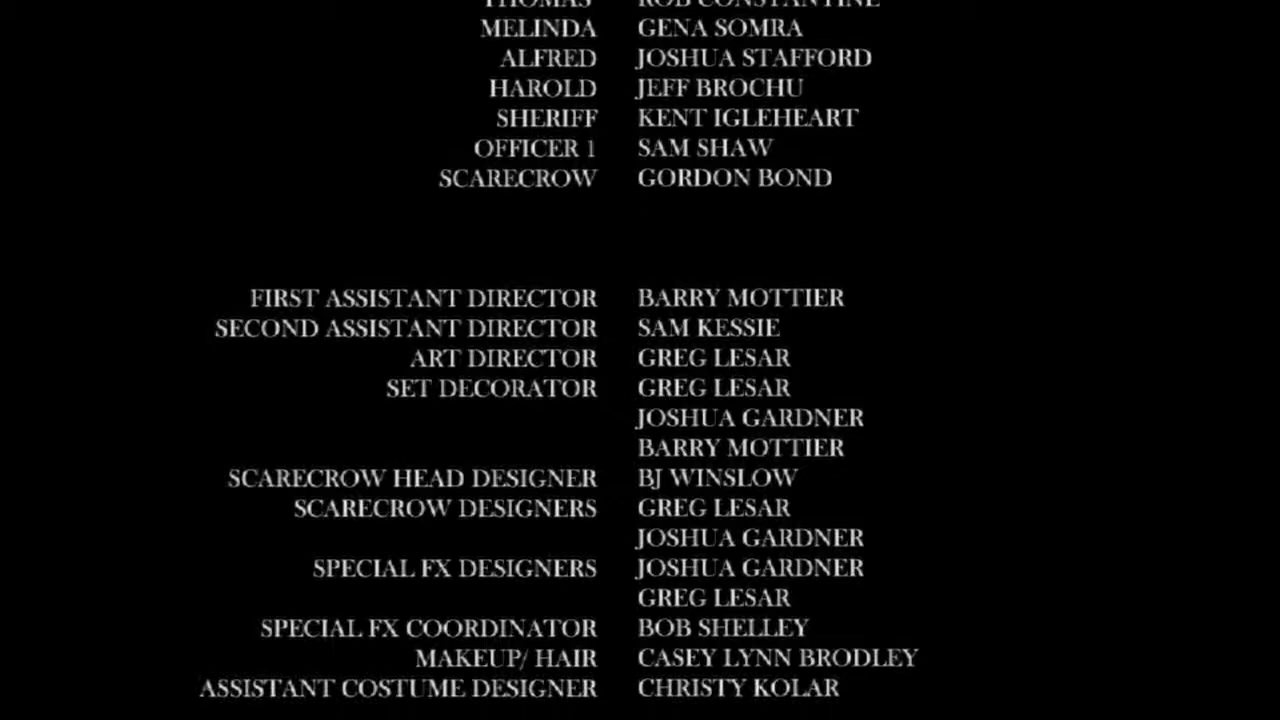 THOMAS ROB CONSTANTINE
MELINDA GENA SOMRA
ALFRED JOSHUA STAFFORD
HAROLD JEFF BROCHU
SHERIFF KENT IGLEHEART
OFFICER 1 SAM SHAW
SCARECROW GORDON BOND
FIRST ASSISTANT DIRECTOR BARRY MOTTIER
SECOND ASSISTANT DIRECTOR SAM KESSIE
ART DIRECTOR GREG LESAR
SET DECORATOR GREG LESAR
JOSHUA GARDNER
BARRY MOTTIER
SCARECROW HEAD DESIGNER BJ WINSLOW
SCARECROW DESIGNERS GREG LESAR
JOSHUA GARDNER
SPECIAL FX DESIGNERS JOSHUA GARDNER
GREG LESAR
SPECIAL FX COORDINATOR BOB SHELLEY
MAKEUP/ HAIR CASEY LYNN BRODLEY
ASSISTANT COSTUME DESIGNER CHRISTY KOLAR